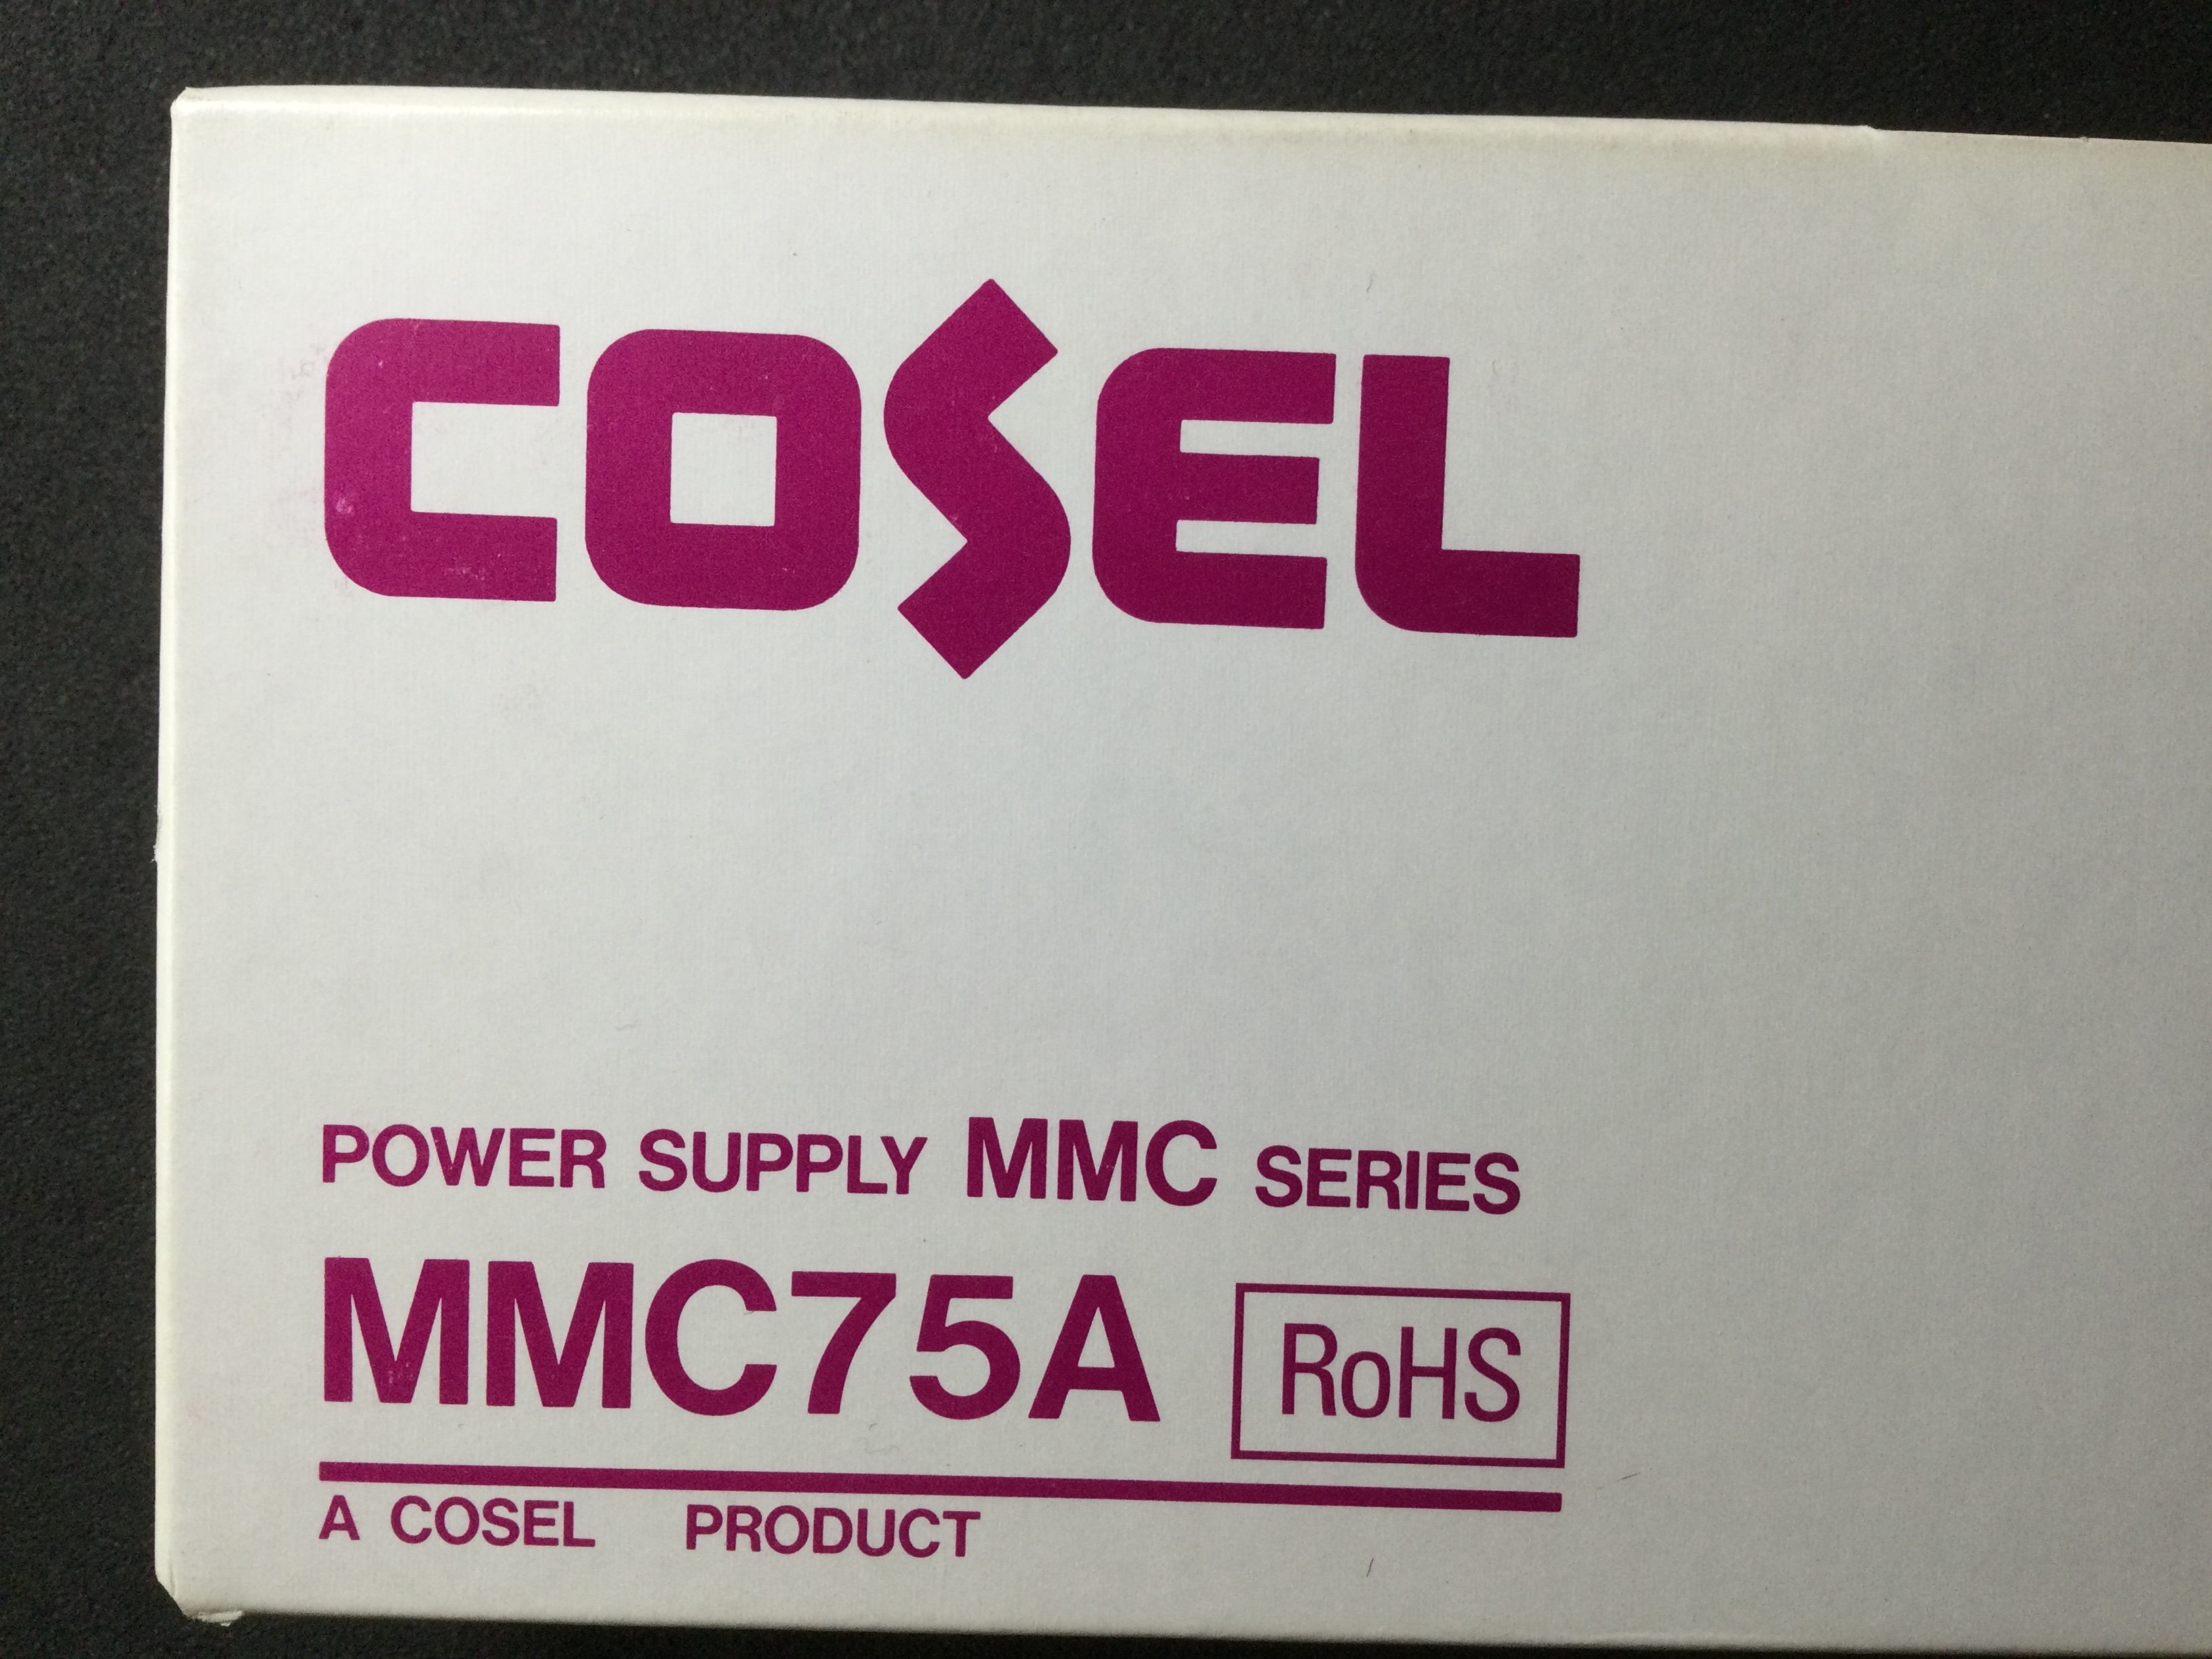 COSEL
POWER SUPPLY MMC SERIES
MMC75A RoHS
A COSEL PRODUCT